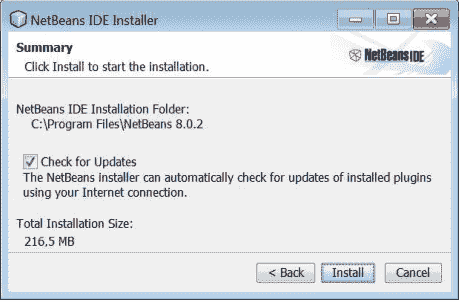 NetBeans IDE Installer
Summary
Click Install to start the installation.
NetBeans IDE
NetBeans IDE Installation Folder:
C:\Program Files\NetBeans 8.0.2
Check for Updates
The NetBeans installer can automatically check for updates of installed plugins
using your Internet connection.
Total Installation Size:
216,5 MB
< Back
Install
Cancel